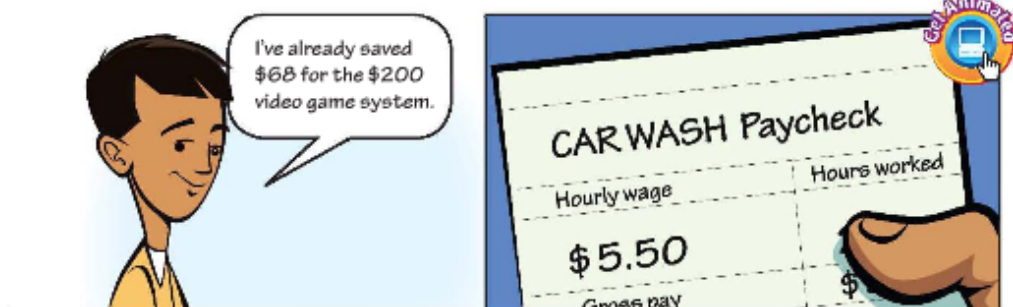 I've already saved
$68 for the $200
video game system.
Get Animated
CAR WASH Paycheck
Hourly wage
Hours worked
$5.50
$
Gross pay